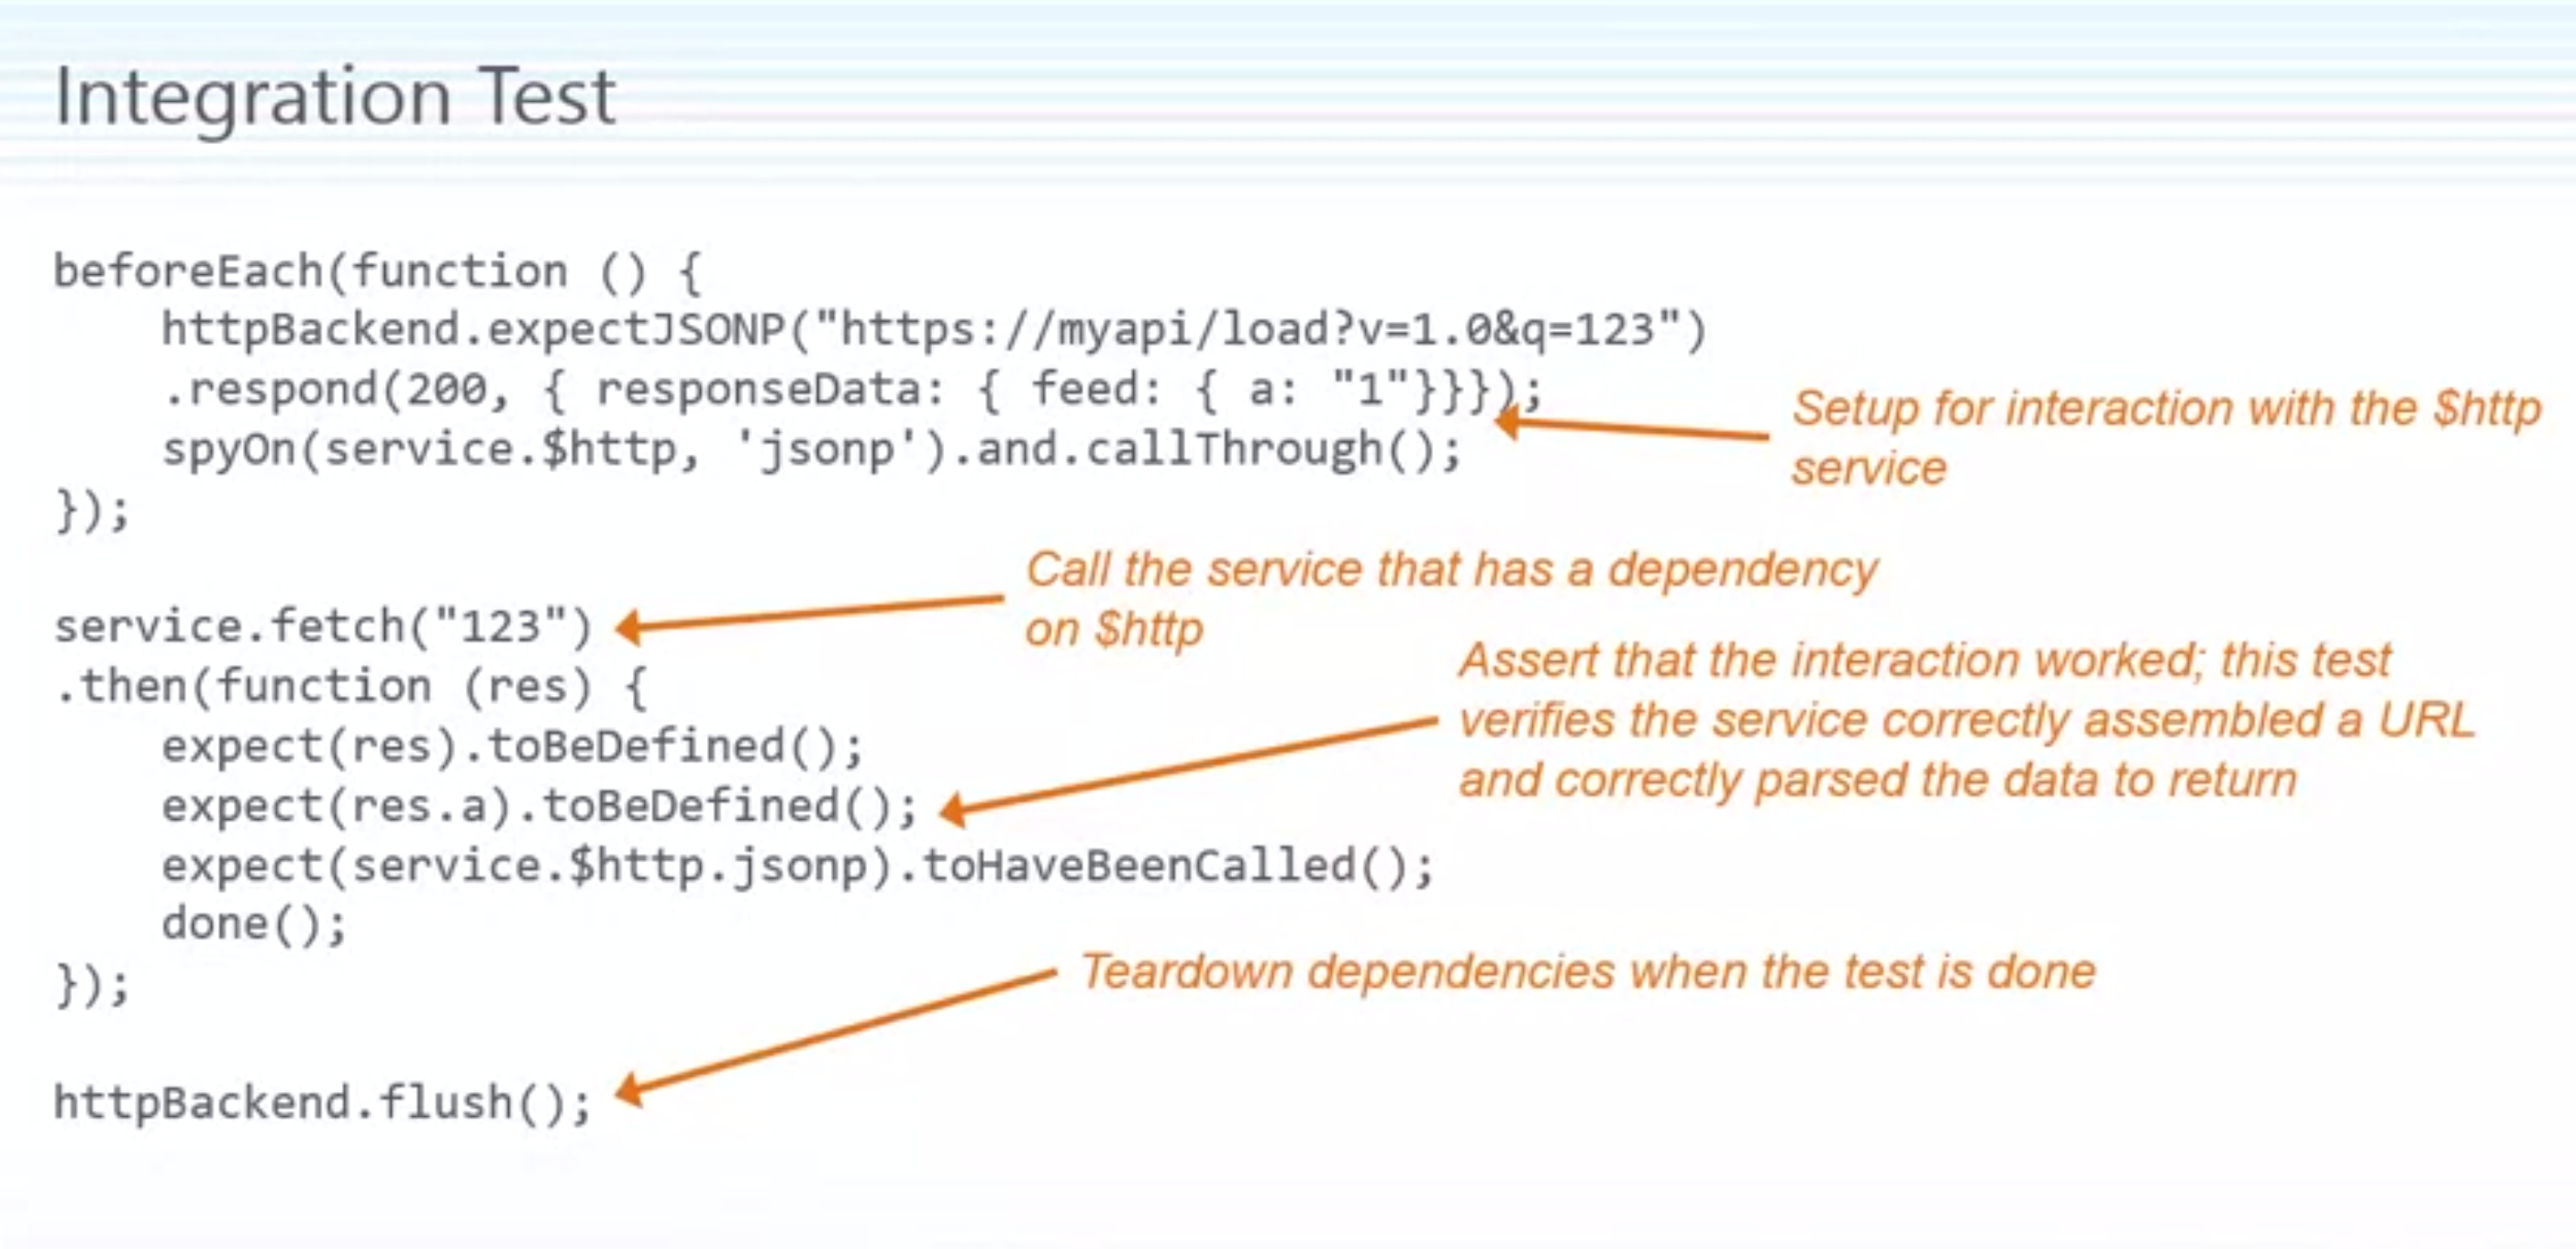 Integration Test
beforeEach(function () {
    httpBackend.expectJSONP("https://myapi/load?v=1.0&q=123")
    .respond(200, { responseData: { feed: { a: "1"}}});
    spyOn(service.$http, 'jsonp').and.callThrough();
});
Setup for interaction with the $http
service
Call the service that has a dependency
on $http
service.fetch("123")
.then(function (res) {
    expect(res).toBeDefined();
    expect(res.a).toBeDefined();
    expect(service.$http.jsonp).toHaveBeenCalled();
    done();
});
Assert that the interaction worked; this test
verifies the service correctly assembled a URL
and correctly parsed the data to return
Teardown dependencies when the test is done
httpBackend.flush();